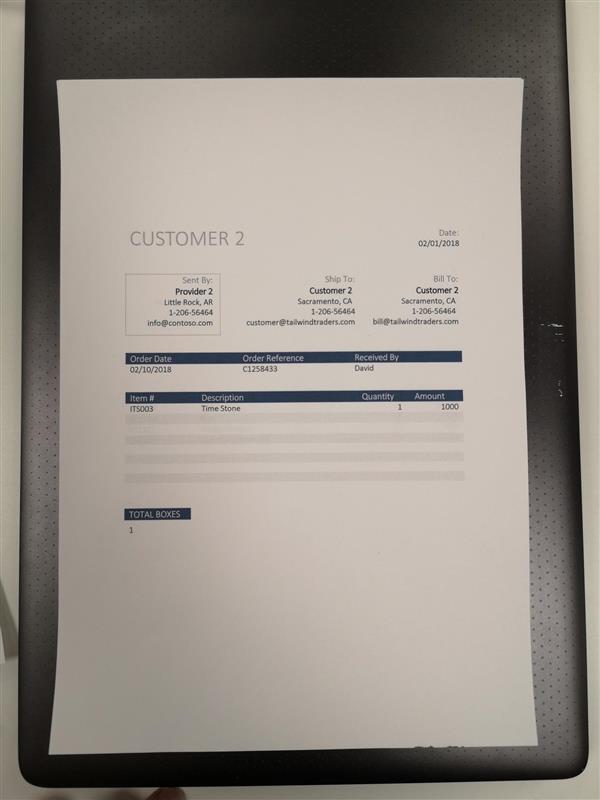 CUSTOMER 2
Date:
02/01/2018
Sent By:
Provider 2
Little Rock, AR
1-206-56464
info@contoso.com
Ship To:
Customer 2
Sacramento, CA
1-206-56464
customer@tailwindtraders.com
Bill To:
Customer 2
Sacramento, CA
1-206-56464
bill@tailwindtraders.com
Order Date Order Reference Received By
02/10/2018 C1258433 David
Item # Description Quantity Amount
ITS003 Time Stone 1 1000
TOTAL BOXES
1